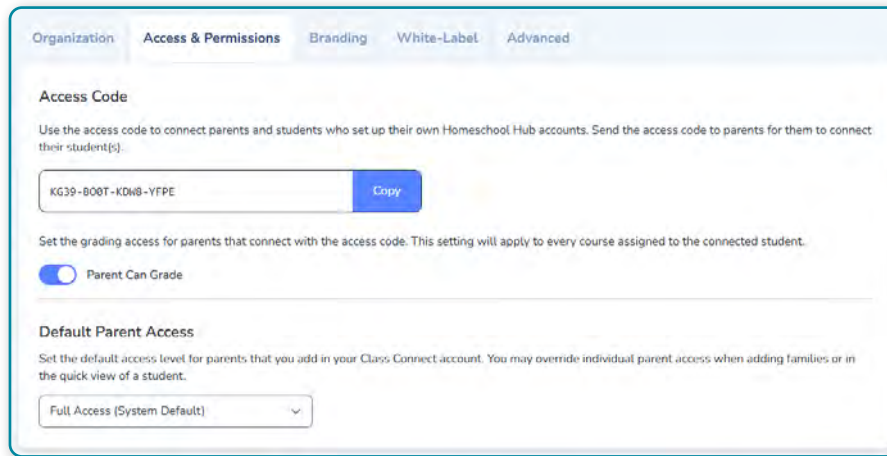 Organization Access & Permissions Branding White-Label Advanced
Access Code
Use the access code to connect parents and students who set up their own Homeschool Hub accounts. Send the access code to parents for them to connect
their student(s).
KG39-BO0T-KDW8-YFPE Copy
Set the grading access for parents that connect with the access code. This setting will apply to every course assigned to the connected student.
Parent Can Grade
Default Parent Access
Set the default access level for parents that you add in your Class Connect account. You may override individual parent access when adding families or in
the quick view of a student.
Full Access (System Default)